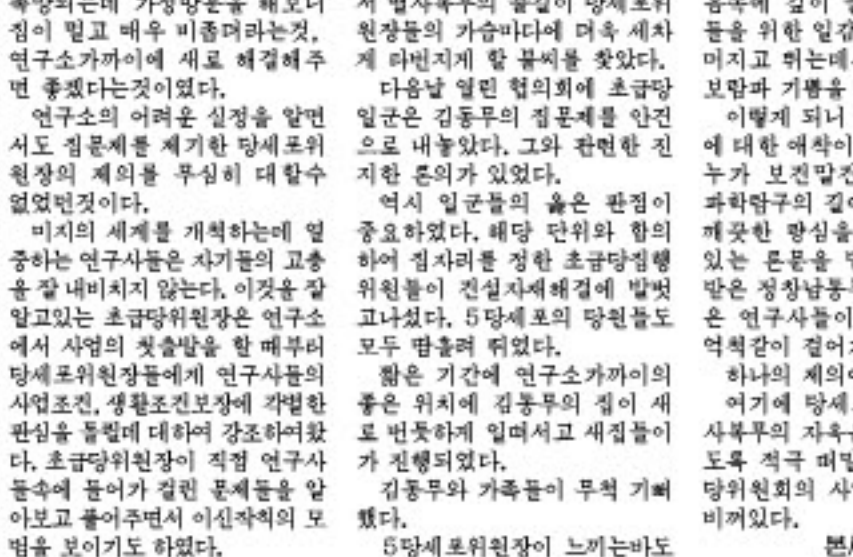 집이 멀고 매우 비좁더라는것,
연구소가까이에 새로 해결해주
면 좋겠다는것이였다.
연구소의 어려운 실정을 알면
서도 집문제를 제기한 당세포위
원장의 제의를 무심히 대할수
없었던것이다.
미지의 세계를 개척하는데 열
중하는 연구사들은 자기들의 고충
을 잘 내비치지 않는다. 이것을 잘
알고있는 초급당위원장은 연구소
에서 사업의 첫출발을 할 때부터
당세포위원장들에게 연구사들의
사업조건, 생활조건보장에 각별한
관심을 돌릴데 대하여 강조하여왔
다. 초급당위원장이 직접 연구사
들속에 들어가 걸린 문제들을 알
아보고 풀어주면서 이신작칙의 모
범을 보이기도 하였다.
원장들의 가슴마다에 더욱 세차
게 타번지게 할 불씨를 찾았다.
다음날 열린 협의회에 초급당
일군은 김동무의 집문제를 안건
으로 내놓았다. 그와 관련한 진
지한 론의가 있었다.
역시 일군들의 옳은 관점이
중요하였다. 해당 단위와 합의
하여 집자리를 정한 초급당집행
위원들이 건설자재해결에 발벗
고나섰다. 5당세포의 당원들도
모두 땀흘려 뛰였다.
짧은 기간에 연구소가까이의
좋은 위치에 김동무의 집이 새
로 번듯하게 일떠서고 새집들이
가 진행되였다.
김동무와 가족들이 무척 기뻐
했다.
5당세포위원장이 느끼는바도
들을 위한 일감
머지고 뛰는데
보람과 기쁨을
이렇게 되니
에 대한 애착이
누가 보건말건
과학탐구의 길
깨끗한 량심을
있는 론문을
받은 정창남동
은 연구사들이
억척같이 걸어
하나의 제의
여기에 당세
사복무의 자욱
도록 적극 떠밀
당위원회의 사
비껴있다.
본